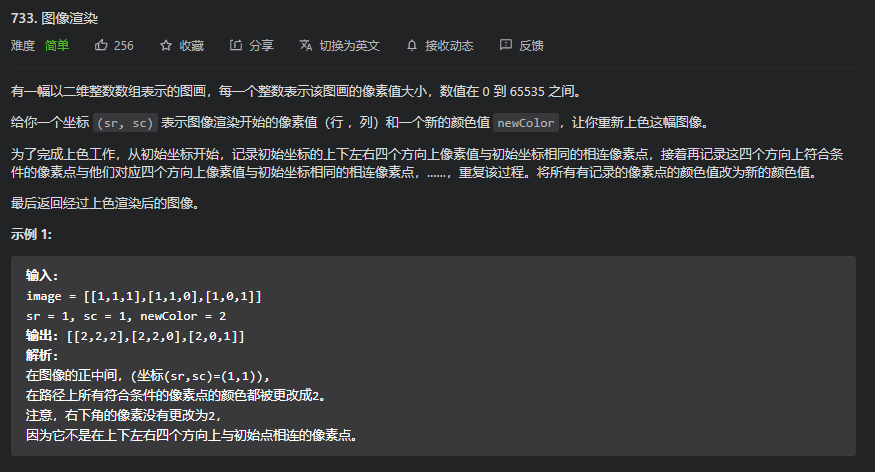 733. 图像渲染
难度 简单 256 收藏 分享 切换为英文 接收动态 反馈
有一幅以二维整数数组表示的图画，每一个整数表示该图画的像素值大小，数值在 0 到 65535 之间。
给你一个坐标 (sr, sc) 表示图像渲染开始的像素值（行 ，列）和一个新的颜色值 newColor，让你重新上色这幅图像。
为了完成上色工作，从初始坐标开始，记录初始坐标的上下左右四个方向上像素值与初始坐标相同的相连像素点，接着再记录这四个方向上符合条
件的像素点与他们对应四个方向上像素值与初始坐标相同的相连像素点，……，重复该过程。将所有有记录的像素点的颜色值改为新的颜色值。
最后返回经过上色渲染后的图像。
示例 1:
输入:
image = [[1,1,1],[1,1,0],[1,0,1]]
sr = 1, sc = 1, newColor = 2
输出: [[2,2,2],[2,2,0],[2,0,1]]
解析:
在图像的正中间，(坐标(sr,sc)=(1,1)),
在路径上所有符合条件的像素点的颜色都被更改成2。
注意，右下角的像素没有更改为2，
因为它不是在上下左右四个方向上与初始点相连的像素点。